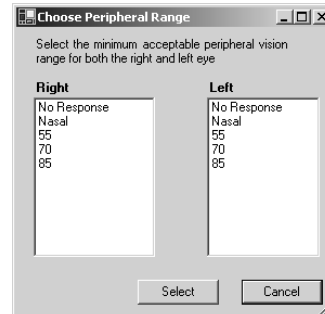 Choose Peripheral Range
Select the minimum acceptable peripheral vision
range for both the right and left eye
Right
No Response
Nasal
55
70
85
Left
No Response
Nasal
55
70
85
Select
Cancel